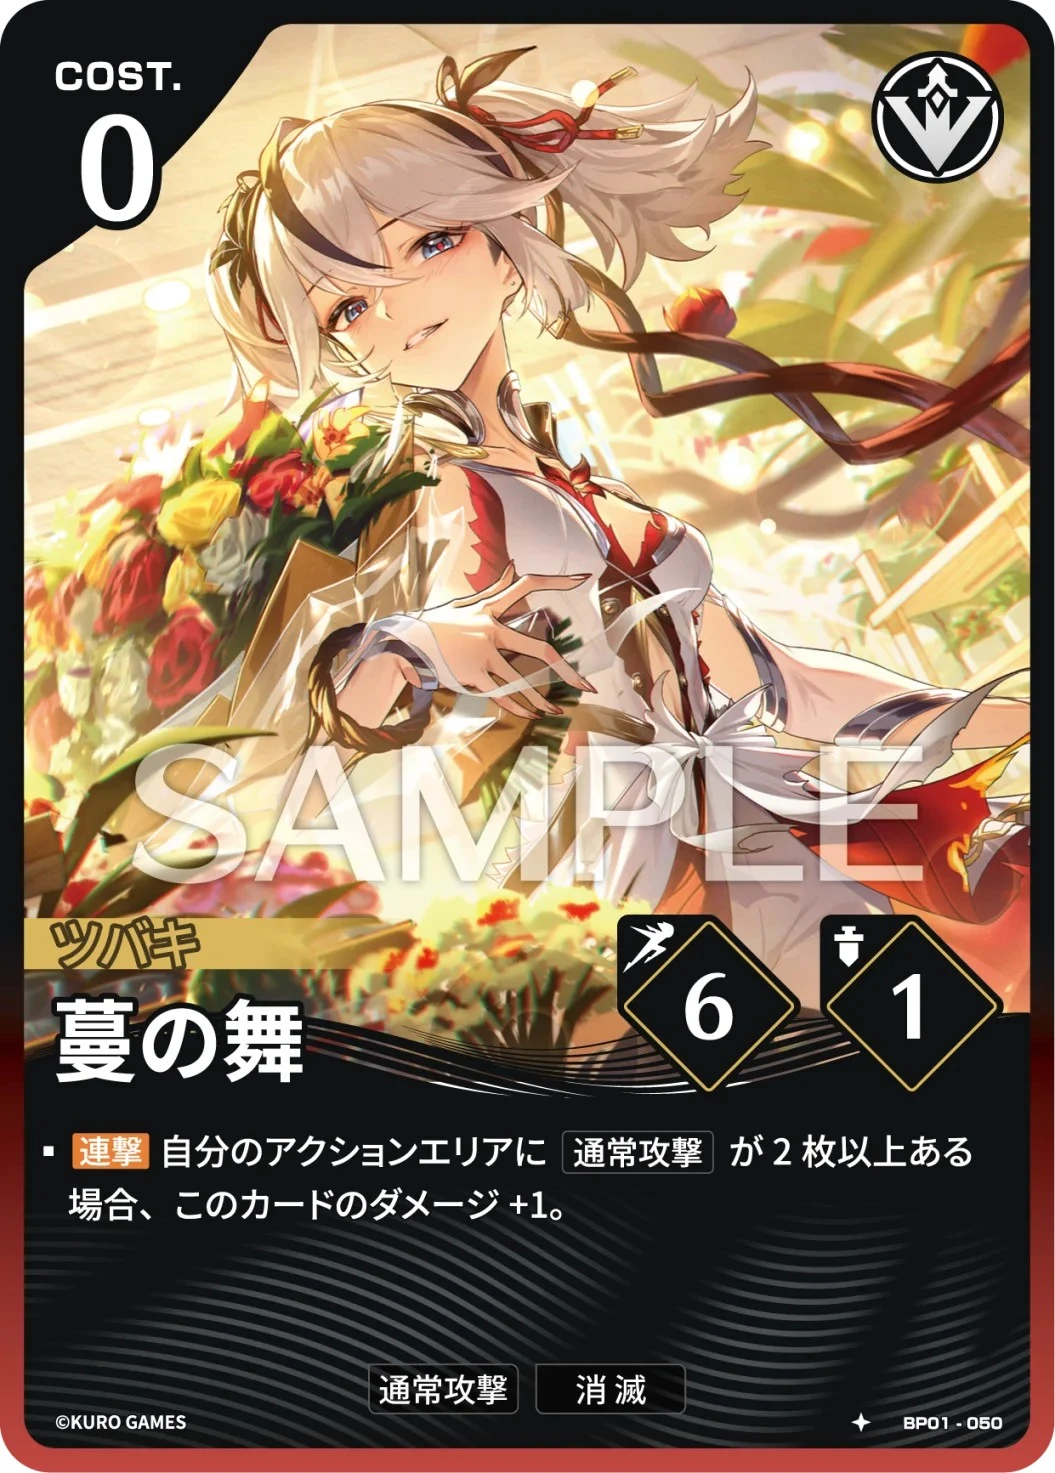 COST.
0
SAMPLE
ツバキ
6
1
蔓の舞
▪ 連撃 自分のアクションエリアに 通常攻撃 が 2 枚以上ある
場合、このカードのダメージ +1。
通常攻撃 消滅
©KURO GAMES
BP01 - 050